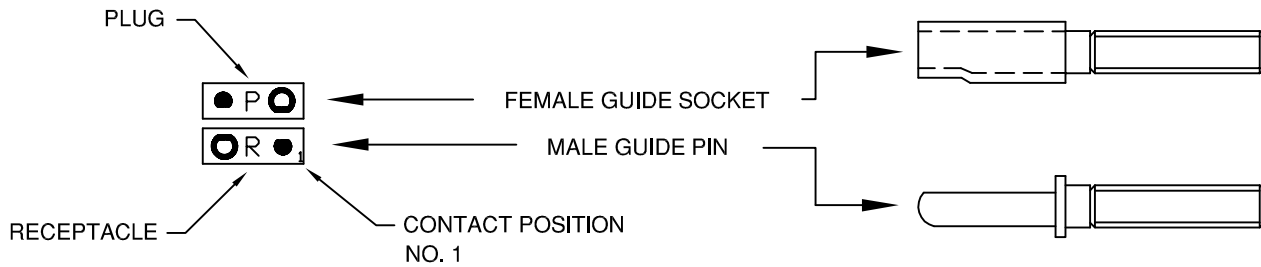 PLUG
P
FEMALE GUIDE SOCKET
R
1
MALE GUIDE PIN
RECEPTACLE
CONTACT POSITION
NO. 1